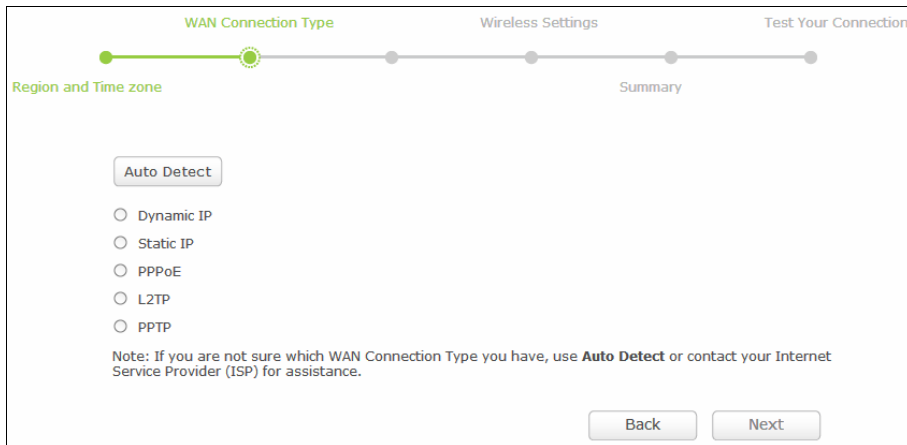 WAN Connection Type
Wireless Settings
Test Your Connection
Region and Time zone
Summary
Auto Detect
Dynamic IP
Static IP
PPPoE
L2TP
PPTP
Note: If you are not sure which WAN Connection Type you have, use Auto Detect or contact your Internet
Service Provider (ISP) for assistance.
Back
Next